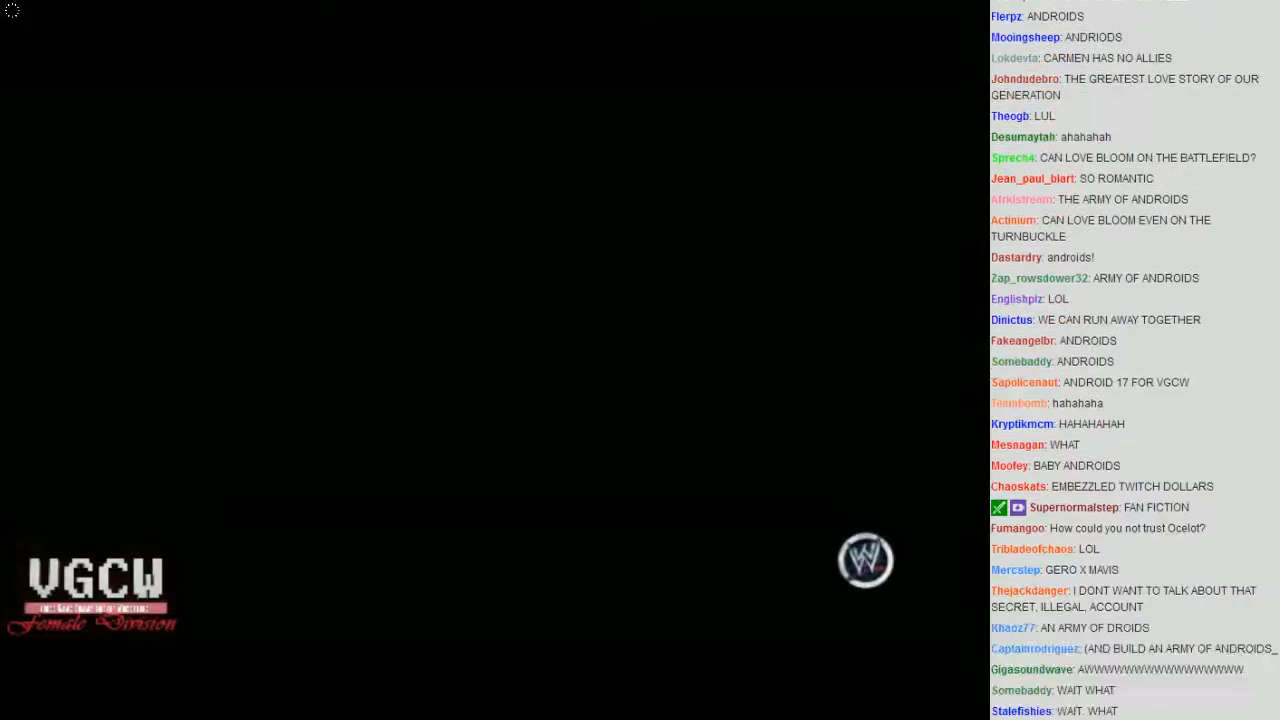 Flerpz: ANDROIDS
Mooingsheep: ANDRIODS
Lokdevta: CARMEN HAS NO ALLIES
Johndudebro: THE GREATEST LOVE STORY OF OUR
GENERATION
Theogb: LUL
Desumaytah: ahahahah
Sprech4: CAN LOVE BLOOM ON THE BATTLEFIELD?
Jean_paul_blart: SO ROMANTIC
Afrkistream: THE ARMY OF ANDROIDS
Actinium: CAN LOVE BLOOM EVEN ON THE
TURNBUCKLE
Dastardry: androids!
Zap_rowsdower32: ARMY OF ANDROIDS
Englishplz: LOL
Dinictus: WE CAN RUN AWAY TOGETHER
Fakeangelbr: ANDROIDS
Somebaddy: ANDROIDS
Sapolicenaut: ANDROID 17 FOR VGCW
hahahaha
Kryptikmcm: HAHAHAHAH
Mesnagan: WHAT
Moofey: BABY ANDROIDS
Chaoskats: EMBEZZLED TWITCH DOLLARS
Supernormalstep: FAN FICTION
Fumangoo: How could you not trust Ocelot?
Tribladeofchaos: LOL
Mercstep: GERO X MAVIS
Thejackdanger: I DONT WANT TO TALK ABOUT THAT
SECRET, ILLEGAL, ACCOUNT
Khaoz77: AN ARMY OF DROIDS
Captainrodriguez: (AND BUILD AN ARMY OF ANDROIDS_
Gigasoundwave: AWWWWWWWWWWWWWWWWW
Somebaddy: WAIT WHAT
Stalefishies: WAIT. WHAT
VGCW
Female Division
W